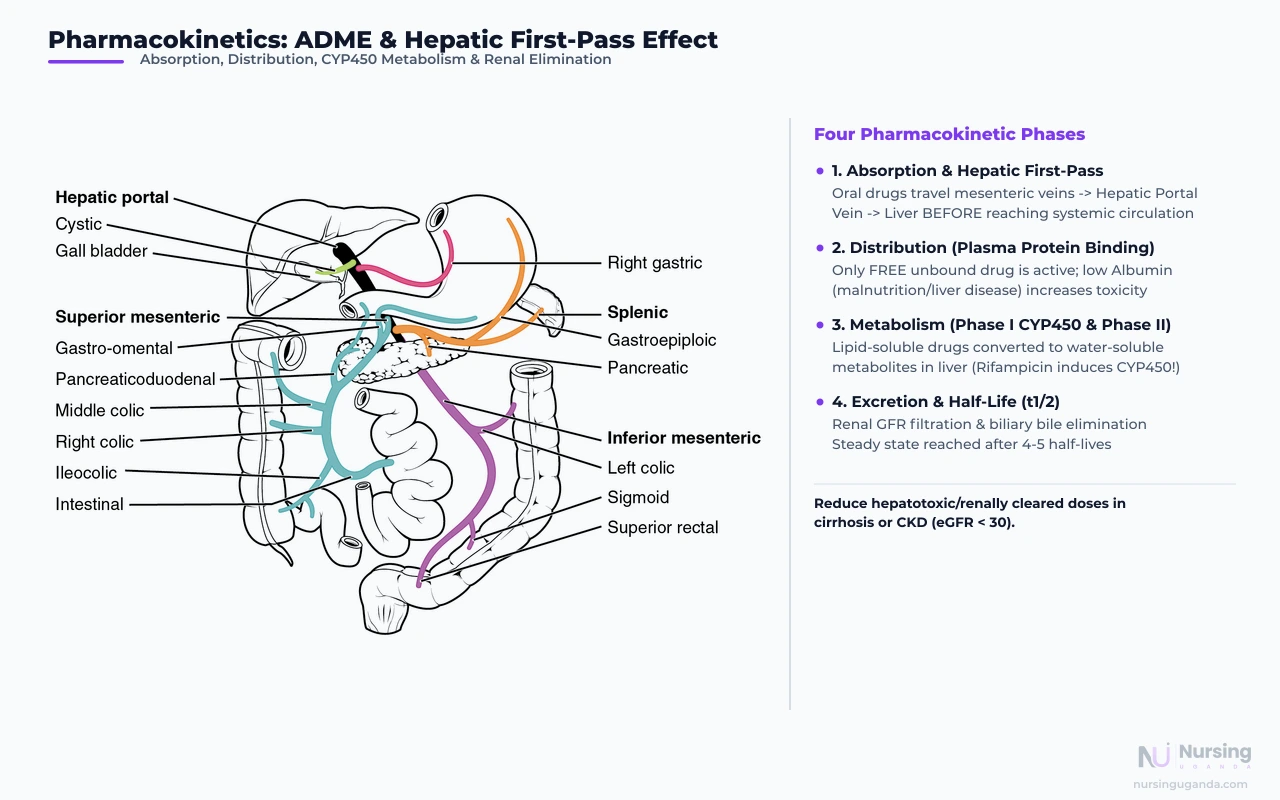 Pharmacokinetics: ADME & Hepatic First-Pass Effect
Absorption, Distribution, CYP450 Metabolism & Renal Elimination
Hepatic portal
Cystic
Gall bladder
Superior mesenteric
Gastro-omental
Pancreaticoduodenal
Middle colic
Right colic
Ileocolic
Intestinal
Right gastric
Splenic
Gastroepiploic
Pancreatic
Inferior mesenteric
Left colic
Sigmoid
Superior rectal
Four Pharmacokinetic Phases
1. Absorption & Hepatic First-Pass
Oral drugs travel mesenteric veins -> Hepatic Portal
Vein -> Liver BEFORE reaching systemic circulation
2. Distribution (Plasma Protein Binding)
Only FREE unbound drug is active; low Albumin
(malnutrition/liver disease) increases toxicity
3. Metabolism (Phase I CYP450 & Phase II)
Lipid-soluble drugs converted to water-soluble
metabolites in liver (Rifampicin induces CYP450!)
4. Excretion & Half-Life (t1/2)
Renal GFR filtration & biliary bile elimination
Steady state reached after 4-5 half-lives
Reduce hepatotoxic/renally cleared doses in
cirrhosis or CKD (eGFR < 30).
NU Nursing
UGANDA
nursinguganda.com